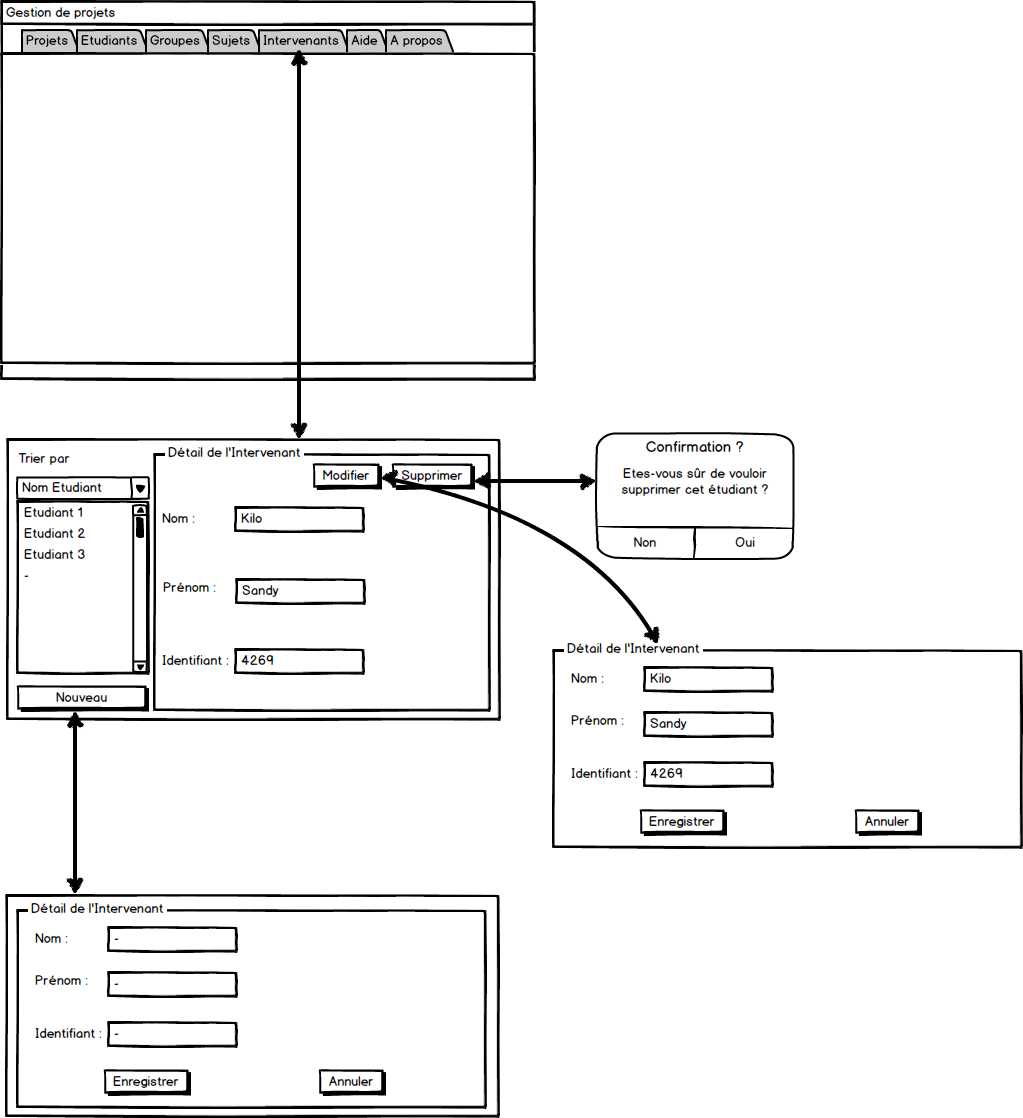 Gestion de projets
Projets Etudiants Groupes Sujets Intervenants Aide A propos
Trier par
Nom Etudiant
Etudiant 1
Etudiant 2
Etudiant 3
-
Nouveau
Détail de l'Intervenant
Modifier Supprimer
Nom : Kilo
Prénom : Sandy
Identifiant : 4269
Confirmation ?
Etes-vous sûr de vouloir
supprimer cet étudiant ?
Non Oui
Détail de l'Intervenant
Nom : Kilo
Prénom : Sandy
Identifiant : 4269
Enregistrer Annuler
Détail de l'Intervenant
Nom : -
Prénom : -
Identifiant : -
Enregistrer Annuler